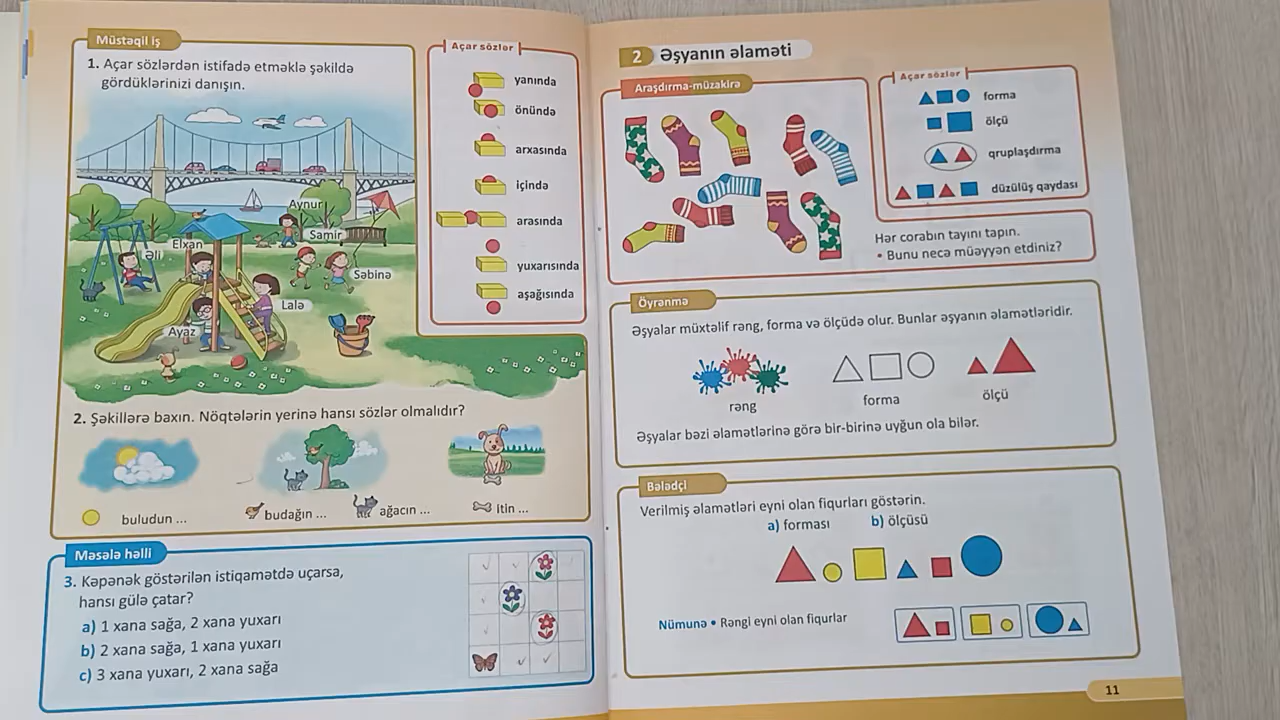 Müstəqil iş
1. Açar sözlərdən istifadə etməklə şəkildə
gördüklərinizi danışın.
Aynur
Samir
Elxan
Əli
Səbinə
Lalə
Ayaz
Açar sözlər
yanında
önündə
arxasında
içində
arasında
yuxarısında
aşağısında
2. Şəkillərə baxın. Nöqtələrin yerinə hansı sözlər olmalıdır?
buludun ...
budağın ...
ağacın ...
itin ...
Məsələ həlli
3. Kəpənək göstərilən istiqamətdə uçarsa,
hansı gülə çatar?
a) 1 xana sağa, 2 xana yuxarı
b) 2 xana sağa, 1 xana yuxarı
c) 3 xana yuxarı, 2 xana sağa
2 Əşyanın əlaməti
Araşdırma-müzakirə
Açar sözlər
forma
ölçü
qruplaşdırma
düzülüş qaydası
Hər corabın tayını tapın.
• Bunu necə müəyyən etdiniz?
Öyrənmə
Əşyalar müxtəlif rəng, forma və ölçüdə olur. Bunlar əşyanın əlamətləridir.
rəng
forma
ölçü
Əşyalar bəzi əlamətlərinə görə bir-birinə uyğun ola bilər.
Bələdçi
Verilmiş əlamətləri eyni olan fiqurları göstərin.
a) forması b) ölçüsü
Nümunə • Rəngi eyni olan fiqurlar
11